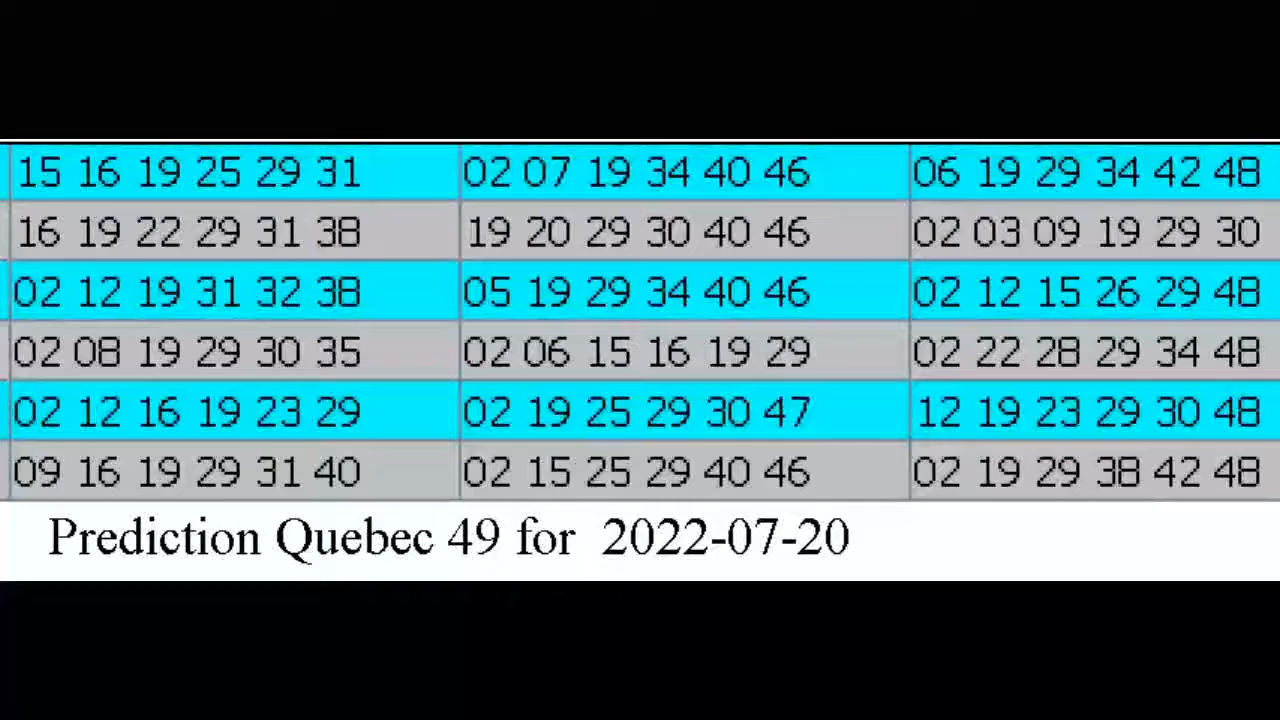 15 16 19 25 29 31 02 07 19 34 40 46 06 19 29 34 42 48
16 19 22 29 31 38 19 20 29 30 40 46 02 03 09 19 29 30
02 12 19 31 32 38 05 19 29 34 40 46 02 12 15 26 29 48
02 08 19 29 30 35 02 06 15 16 19 29 02 22 28 29 34 48
02 12 16 19 23 29 02 19 25 29 30 47 12 19 23 29 30 48
09 16 19 29 31 40 02 15 25 29 40 46 02 19 29 38 42 48
Prediction Quebec 49 for 2022-07-20